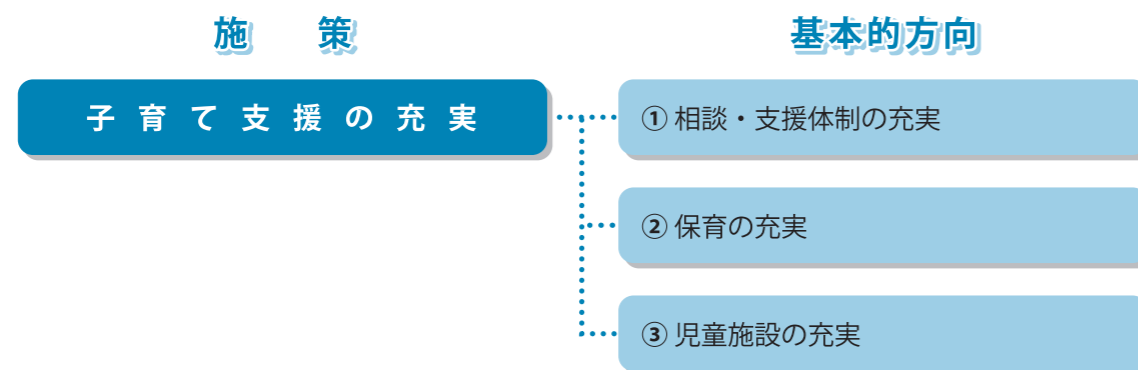 施 策
基本的方向
子育て支援の充実
① 相談・支援体制の充実
② 保育の充実
③ 児童施設の充実